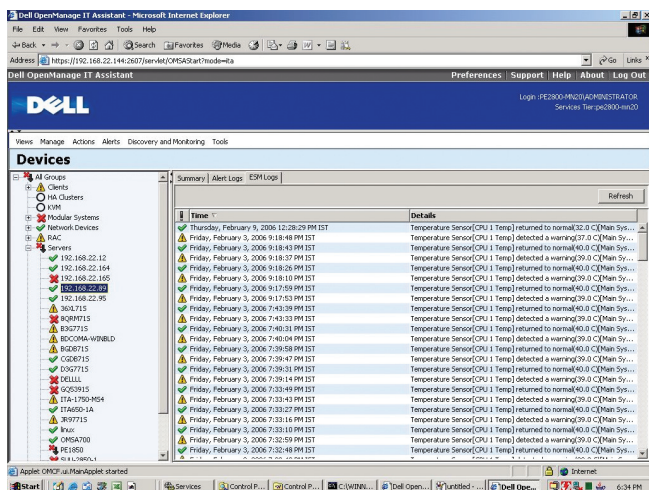 Dell OpenManage IT Assistant - Microsoft Internet Explorer
File Edit View Favorites Tools Help
Back Search Favorites Media
Address https://192.168.22.144:2607/servlet/OMSAStart?mode=ita Go Links
Dell OpenManage IT Assistant Preferences Support Help About Log Out
DELL
Login :PE2800-MN20\ADMINISTRATOR
Services Tier:pe2800-mn20
Views Manage Actions Alerts Discovery and Monitoring Tools
Devices
All Groups
Clients
HA Clusters
KVM
Modular Systems
Network Devices
RAC
Servers
192.168.22.12
192.168.22.164
192.168.22.165
192.168.22.89
192.168.22.95
36XL71S
BQRM71S
B3G771S
BDCOMA-WINBLD
BGDB71S
CGDB71S
D3G771S
DELLLL
GQ5391S
ITA-1750-MS4
ITA650-1A
JR9771S
linux
OMSA700
PE1850
Summary Alert Logs ESM Logs
Refresh
Time Details
Thursday, February 9, 2006 12:28:29 PM IST Temperature Sensor[CPU 1 Temp] returned to normal(32.0 C)[Main Sys...
Friday, February 3, 2006 9:18:48 PM IST Temperature Sensor[CPU 1 Temp] detected a warning(37.0 C)[Main Sy...
Friday, February 3, 2006 9:18:43 PM IST Temperature Sensor[CPU 1 Temp] returned to normal(40.0 C)[Main Sys...
Friday, February 3, 2006 9:18:37 PM IST Temperature Sensor[CPU 1 Temp] detected a warning(39.0 C)[Main Sy...
Friday, February 3, 2006 9:18:26 PM IST Temperature Sensor[CPU 1 Temp] returned to normal(40.0 C)[Main Sys...
Friday, February 3, 2006 9:18:10 PM IST Temperature Sensor[CPU 1 Temp] detected a warning(39.0 C)[Main Sy...
Friday, February 3, 2006 9:17:59 PM IST Temperature Sensor[CPU 1 Temp] returned to normal(40.0 C)[Main Sys...
Friday, February 3, 2006 9:17:53 PM IST Temperature Sensor[CPU 1 Temp] detected a warning(39.0 C)[Main Sy...
Friday, February 3, 2006 7:43:39 PM IST Temperature Sensor[CPU 1 Temp] returned to normal(40.0 C)[Main Sys...
Friday, February 3, 2006 7:43:33 PM IST Temperature Sensor[CPU 1 Temp] detected a warning(39.0 C)[Main Sy...
Friday, February 3, 2006 7:40:31 PM IST Temperature Sensor[CPU 1 Temp] returned to normal(40.0 C)[Main Sys...
Friday, February 3, 2006 7:40:04 PM IST Temperature Sensor[CPU 1 Temp] detected a warning(39.0 C)[Main Sy...
Friday, February 3, 2006 7:39:58 PM IST Temperature Sensor[CPU 1 Temp] returned to normal(40.0 C)[Main Sys...
Friday, February 3, 2006 7:39:47 PM IST Temperature Sensor[CPU 1 Temp] detected a warning(39.0 C)[Main Sy...
Friday, February 3, 2006 7:39:31 PM IST Temperature Sensor[CPU 1 Temp] returned to normal(40.0 C)[Main Sys...
Friday, February 3, 2006 7:39:14 PM IST Temperature Sensor[CPU 1 Temp] detected a warning(39.0 C)[Main Sy...
Friday, February 3, 2006 7:33:49 PM IST Temperature Sensor[CPU 1 Temp] returned to normal(40.0 C)[Main Sys...
Friday, February 3, 2006 7:33:43 PM IST Temperature Sensor[CPU 1 Temp] detected a warning(39.0 C)[Main Sy...
Friday, February 3, 2006 7:33:27 PM IST Temperature Sensor[CPU 1 Temp] returned to normal(40.0 C)[Main Sys...
Friday, February 3, 2006 7:33:16 PM IST Temperature Sensor[CPU 1 Temp] detected a warning(39.0 C)[Main Sy...
Friday, February 3, 2006 7:33:10 PM IST Temperature Sensor[CPU 1 Temp] returned to normal(40.0 C)[Main Sys...
Friday, February 3, 2006 7:32:59 PM IST Temperature Sensor[CPU 1 Temp] detected a warning(39.0 C)[Main Sy...
Friday, February 3, 2006 7:32:48 PM IST Temperature Sensor[CPU 1 Temp] returned to normal(40.0 C)[Main Sys...
Applet OMCF.ui.MainApplet started Internet
Start Services Control P... Control P... C:\WINN... Dell Open... untitled - ... Dell Ope... 6:34 PM